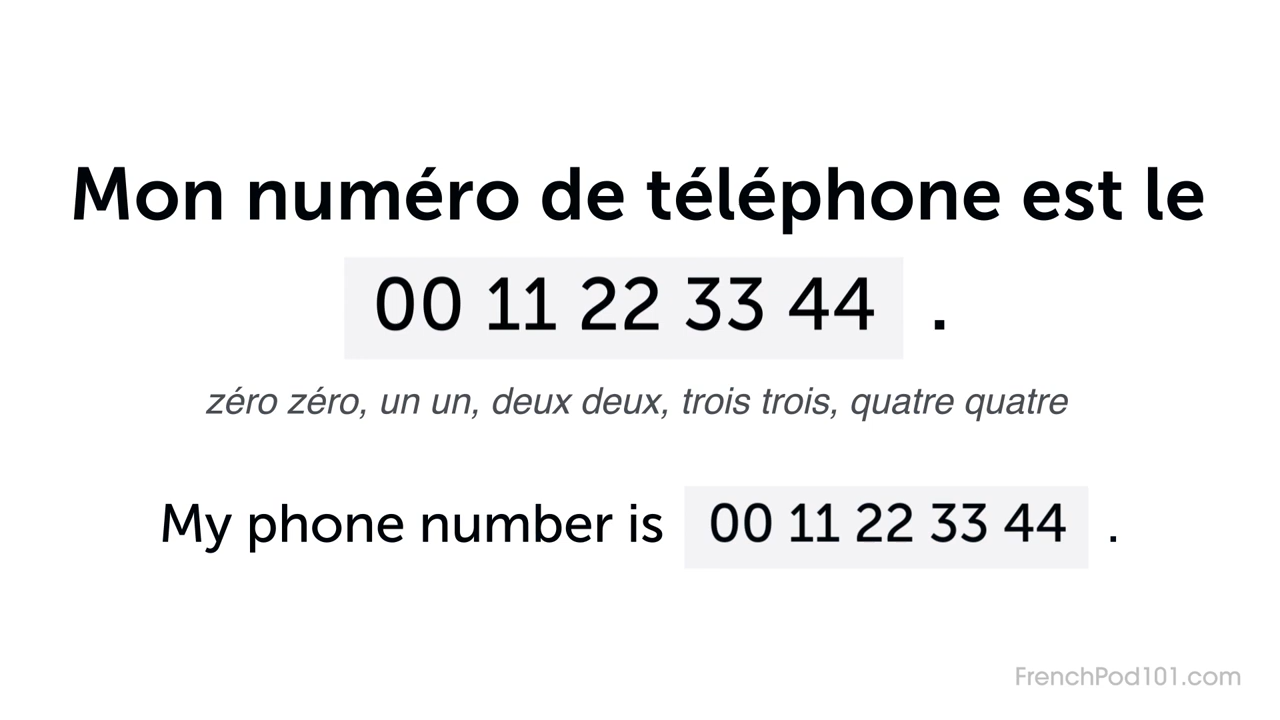 Mon numéro de téléphone est le
00 11 22 33 44 .
zéro zéro, un un, deux deux, trois trois, quatre quatre
My phone number is 00 11 22 33 44 .
FrenchPod101.com